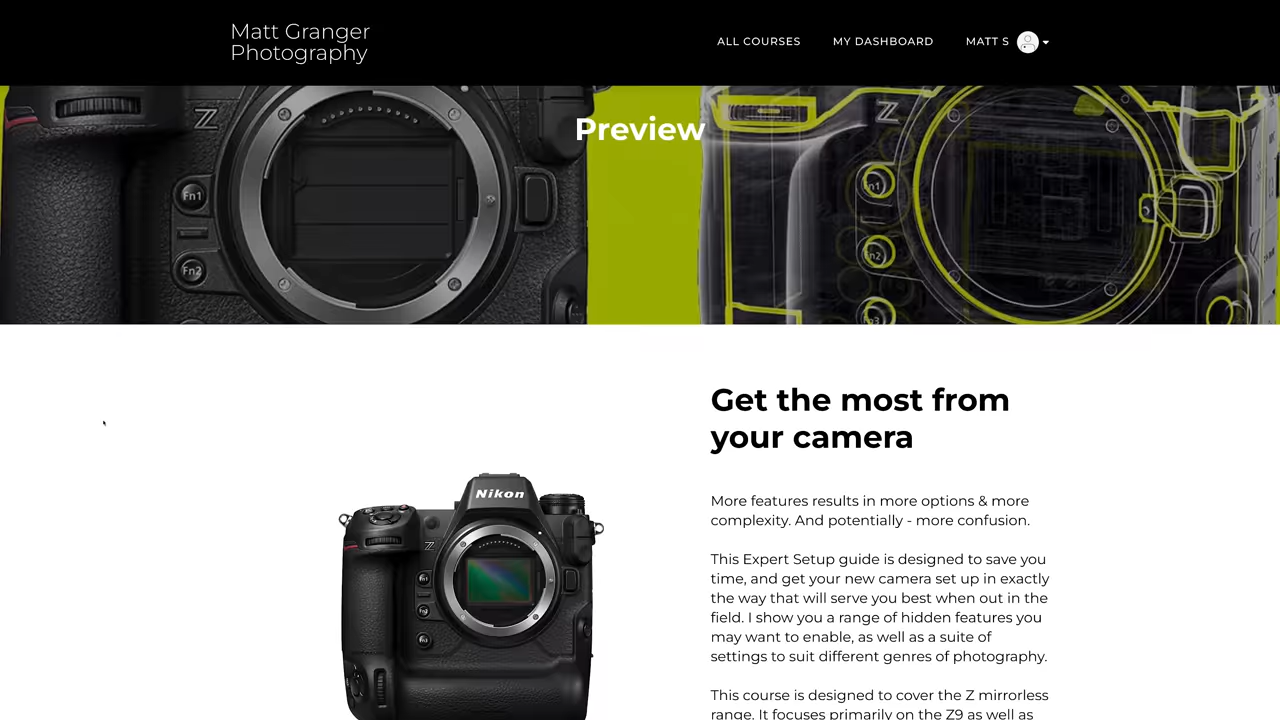 Matt Granger
Photography
ALL COURSES
MY DASHBOARD
MATT S
Preview
Z
Fn1
Fn2
Z
Fn1
Fn2
Fn3
Get the most from
your camera
Nikon
Z
Fn1
Fn2
Fn3
More features results in more options & more
complexity. And potentially - more confusion.
This Expert Setup guide is designed to save you
time, and get your new camera set up in exactly
the way that will serve you best when out in the
field. I show you a range of hidden features you
may want to enable, as well as a suite of
settings to suit different genres of photography.
This course is designed to cover the Z mirrorless
range. It focuses primarily on the Z9 as well as